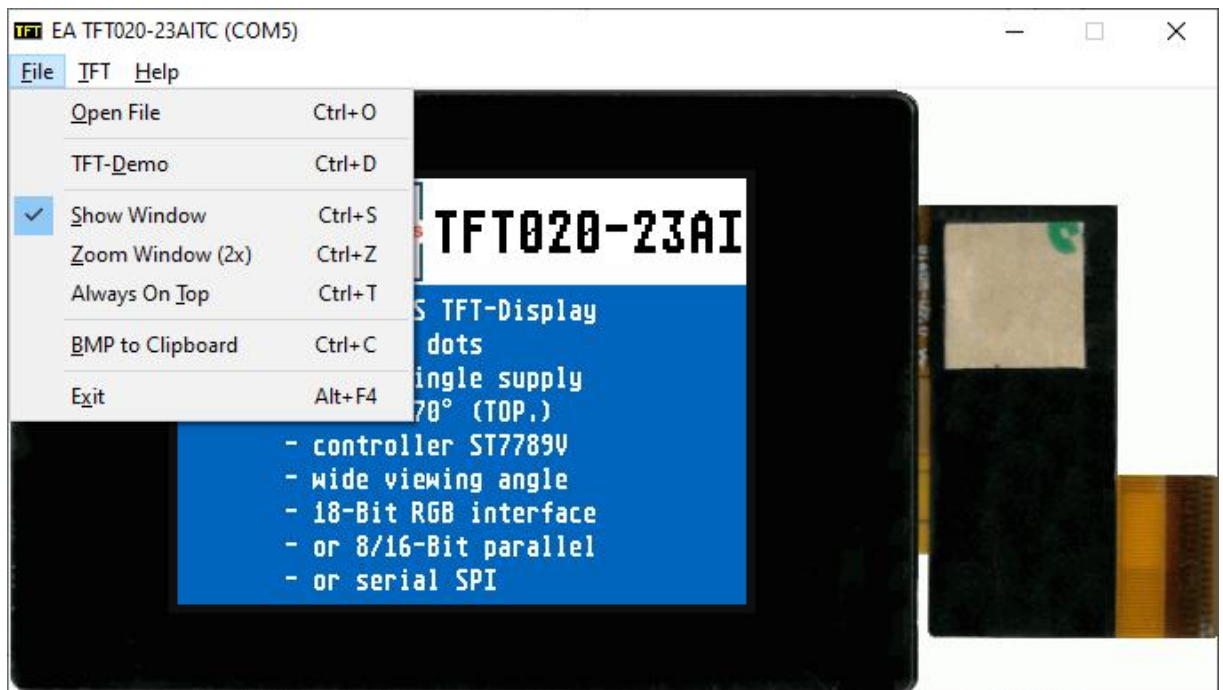 TFT EA TFT020-23AITC (COM5)
File TFT Help
Open File Ctrl+O
TFT-Demo Ctrl+D
Show Window Ctrl+S
Zoom Window (2x) Ctrl+Z
Always On Top Ctrl+T
BMP to Clipboard Ctrl+C
Exit Alt+F4
TFT020-23AI
S TFT-Display
dots
ingle supply
70° (TOP.)
- controller ST7789V
- wide viewing angle
- 18-Bit RGB interface
- or 8/16-Bit parallel
- or serial SPI